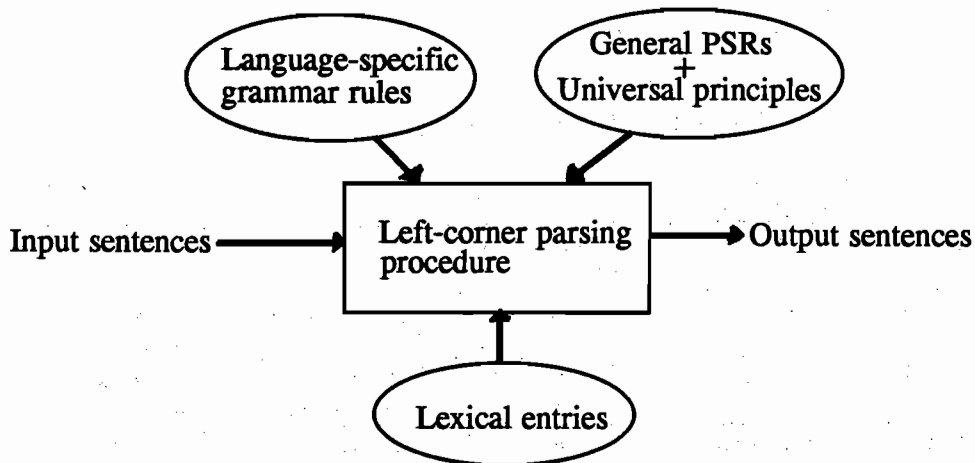 Language-specific
grammar rules
General PSRs
+
Universal principles
Input sentences
Left-corner parsing
procedure
Output sentences
Lexical entries